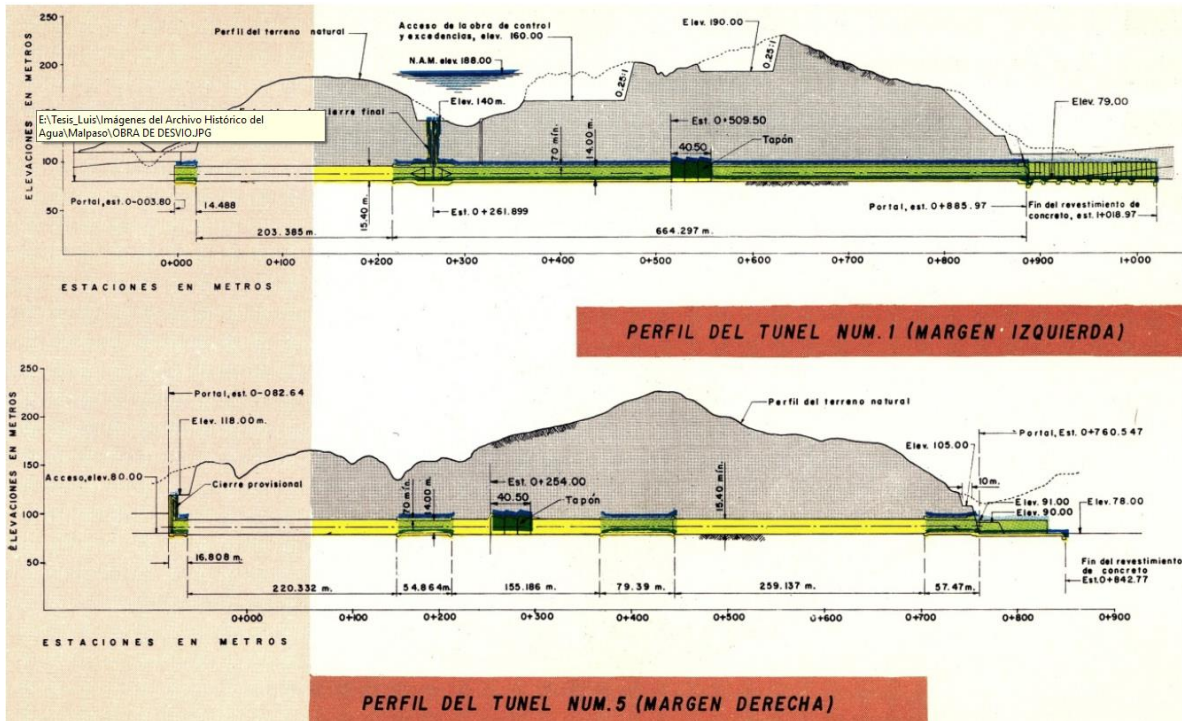 250
200
100
50
ELEVACIONES EN METROS
Perfil del terreno natural
Acceso de la obra de control
y excedencias, elev. 160.00
N.A.M. elev. 188.00
Elev. 190.00
0.25:1
0.25:1
E:\Tesis_Luis\Imágenes del Archivo Histórico del
Agua\Malpaso\OBRA DE DESVIO.JPG
ierre final
Elev. 140 m.
Est. 0+509.50
Elev. 79.00
40.50
Tapón
70 mín.
14.00 m.
Portal, est. 0-003.80
14.488
15.40 m.
Est. 0+261.899
Portal, est. 0+885.97
Fin del revestimiento de
concreto, est. 1+018.97
203.385 m.
664.297 m.
0+000
0+100
0+200
0+300
0+400
0+500
0+600
0+700
0+800
0+900
1+000
ESTACIONES EN METROS
PERFIL DEL TUNEL NUM.1 (MARGEN IZQUIERDA)
250
200
150
100
50
ELEVACIONES EN METROS
Portal, est. 0-082.64
Elev. 118.00 m.
Acceso, elev. 80.00
Cierre provisional
Perfil del terreno natural
Portal, Est. 0+760.547
Elev. 105.00
10 m.
Elev. 91.00
Elev. 90.00
Elev. 78.00
Est. 0+254.00
40.50
Tapón
70 mín.
14.00 m.
15.40 mín.
16.808 m.
220.332 m.
54.864m
155.186 m.
79.39 m.
259.137 m.
57.47m.
Fin del revestimiento
de concreto
Est.0+842.77
0+000
0+100
0+200
0+300
0+400
0+500
0+600
0+700
0+800
0+900
ESTACIONES EN METROS
PERFIL DEL TUNEL NUM.5 (MARGEN DERECHA)